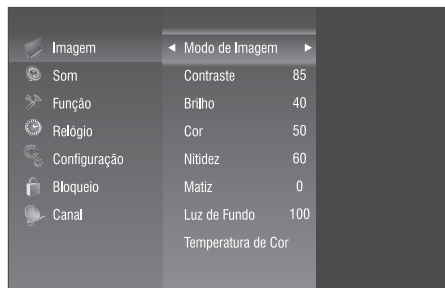 Imagem
Som
Função
Relógio
Configuração
Bloqueio
Canal
Modo de Imagem
Contraste 85
Brilho 40
Cor 50
Nitidez 60
Matiz 0
Luz de Fundo 100
Temperatura de Cor